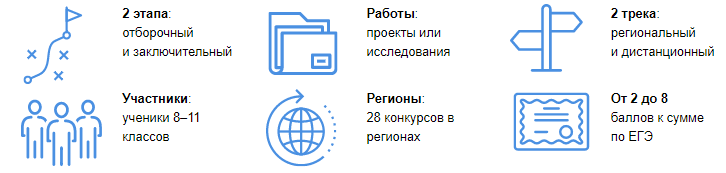 2 этапа:
отборочный
и заключительный
Работы:
проекты или
исследования
2 трека:
региональный
и дистанционный
Участники:
ученики 8–11
классов
Регионы:
28 конкурсов в
регионах
От 2 до 8
баллов к сумме
по ЕГЭ